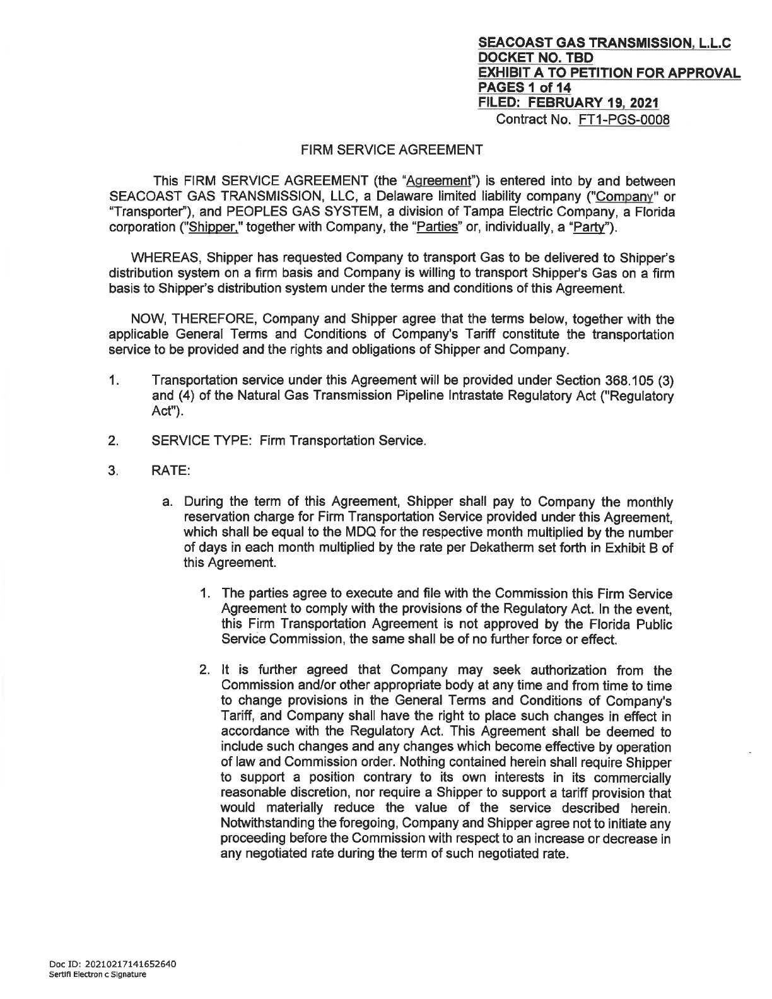 SEACOAST GAS TRANSMISSION, L.L.C
DOCKET NO. TBD
EXHIBIT A TO PETITION FOR APPROVAL
PAGES 1 of 14
FILED: FEBRUARY 19, 2021
Contract No. FT1-PGS-0008
FIRM SERVICE AGREEMENT
This FIRM SERVICE AGREEMENT (the “Agreement”) is entered into by and between
SEACOAST GAS TRANSMISSION, LLC, a Delaware limited liability company ("Company" or
“Transporter”), and PEOPLES GAS SYSTEM, a division of Tampa Electric Company, a Florida
corporation ("Shipper," together with Company, the “Parties” or, individually, a “Party”).
WHEREAS, Shipper has requested Company to transport Gas to be delivered to Shipper’s
distribution system on a firm basis and Company is willing to transport Shipper's Gas on a firm
basis to Shipper’s distribution system under the terms and conditions of this Agreement.
NOW, THEREFORE, Company and Shipper agree that the terms below, together with the
applicable General Terms and Conditions of Company's Tariff constitute the transportation
service to be provided and the rights and obligations of Shipper and Company.
1. Transportation service under this Agreement will be provided under Section 368.105 (3)
and (4) of the Natural Gas Transmission Pipeline Intrastate Regulatory Act ("Regulatory
Act").
2. SERVICE TYPE: Firm Transportation Service.
3. RATE:
a. During the term of this Agreement, Shipper shall pay to Company the monthly
reservation charge for Firm Transportation Service provided under this Agreement,
which shall be equal to the MDQ for the respective month multiplied by the number
of days in each month multiplied by the rate per Dekatherm set forth in Exhibit B of
this Agreement.
1. The parties agree to execute and file with the Commission this Firm Service
Agreement to comply with the provisions of the Regulatory Act. In the event,
this Firm Transportation Agreement is not approved by the Florida Public
Service Commission, the same shall be of no further force or effect.
2. It is further agreed that Company may seek authorization from the
Commission and/or other appropriate body at any time and from time to time
to change provisions in the General Terms and Conditions of Company's
Tariff, and Company shall have the right to place such changes in effect in
accordance with the Regulatory Act. This Agreement shall be deemed to
include such changes and any changes which become effective by operation
of law and Commission order. Nothing contained herein shall require Shipper
to support a position contrary to its own interests in its commercially
reasonable discretion, nor require a Shipper to support a tariff provision that
would materially reduce the value of the service described herein.
Notwithstanding the foregoing, Company and Shipper agree not to initiate any
proceeding before the Commission with respect to an increase or decrease in
any negotiated rate during the term of such negotiated rate.
Doc ID: 20210217141652640
Sertifi Electron c Signature